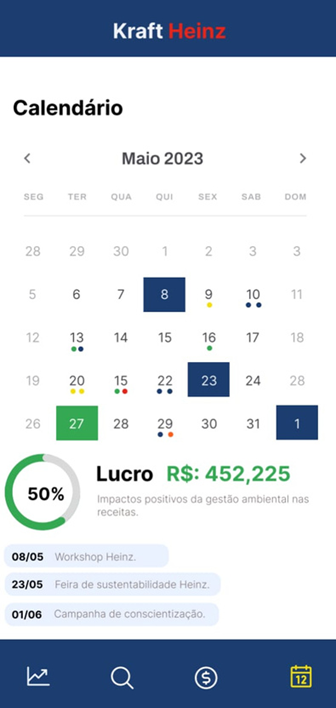 Kraft Heinz
Calendário
Maio 2023
SEG TER QUA QUI SEX SAB DOM
28 29 30 1 2 3 3
5 6 7 8 9 10 11
12 13 14 15 16 17 18
19 20 15 22 23 24 28
26 27 28 29 30 31 1
50%
Lucro R$: 452,225
Impactos positivos da gestão ambiental nas
receitas.
08/05 Workshop Heinz.
23/05 Feira de sustentabilidade Heinz.
01/06 Campanha de conscientização.
12